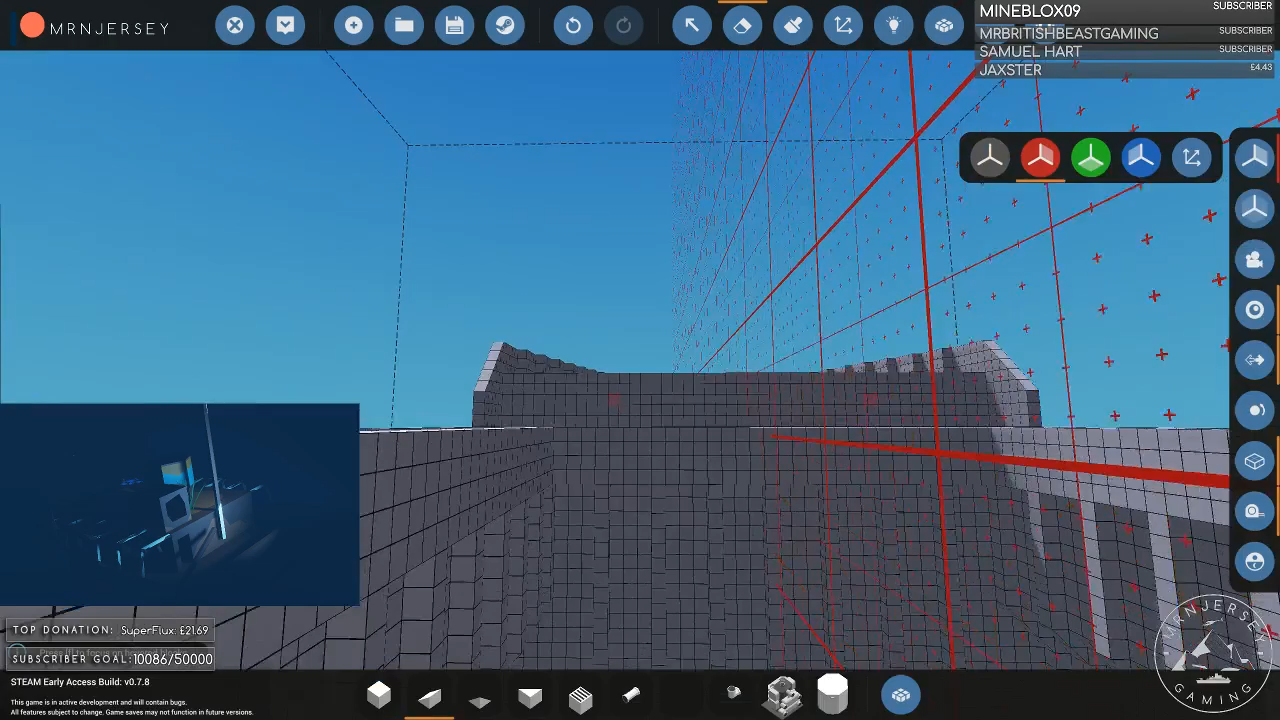 MRNJERSEY
MINEBLOX09 SUBSCRIBER
MRBRITISHBEASTGAMING SUBSCRIBER
SAMUEL HART SUBSCRIBER
JAXSTER £4.43
TOP DONATION: SuperFlux: £21.69
SUBSCRIBER GOAL: 10086/50000
STEAM Early Access Build: v0.7.8
This game is in active development and will contain bugs.
All features subject to change. Game saves may not function in future versions.
MRNJERSEY
GAMING